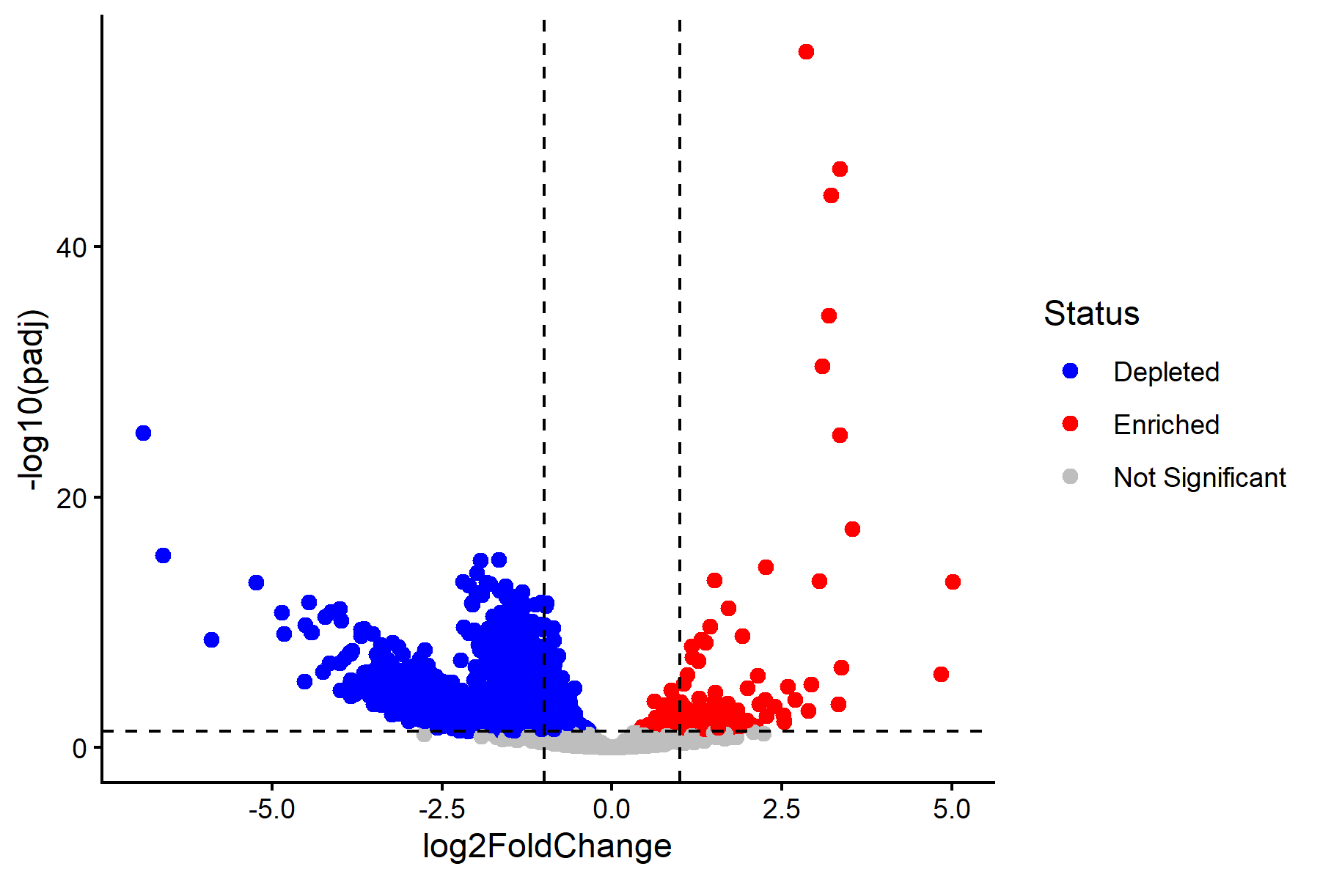 -log10(padj)
40
20
0
-5.0
-2.5
0.0
2.5
5.0
log2FoldChange
Status
Depleted
Enriched
Not Significant